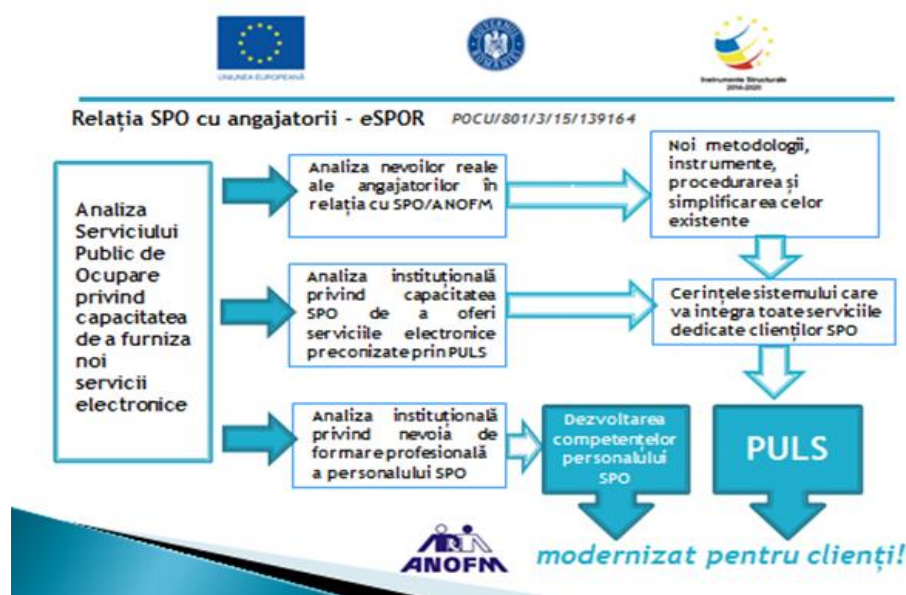 UNIUNEA EUROPEANĂ
GUVERNUL ROMÂNIEI
Instrumente Structurale
2014-2020
Relația SPO cu angajatorii - eSPOR POCU/801/3/15/139164
Analiza
Serviciului
Public de
Ocupare
privind
capacitatea
de a furniza
noi
servicii
electronice
Analiza nevoilor reale
ale angajatorilor în
relația cu SPO/ANOFM
Noi metodologii,
instrumente,
procedurarea și
simplificarea celor
existente
Analiza instituțională
privind capacitatea
SPO de a oferi
serviciile electronice
preconizate prin PULS
Cerințele sistemului care
va integra toate serviciile
dedicate clienților SPO
Analiza instituțională
privind nevoia de
formare profesională
a personalului SPO
Dezvoltarea
competențelor
personalului
SPO
PULS
ANOFM
modernizat pentru clienți!